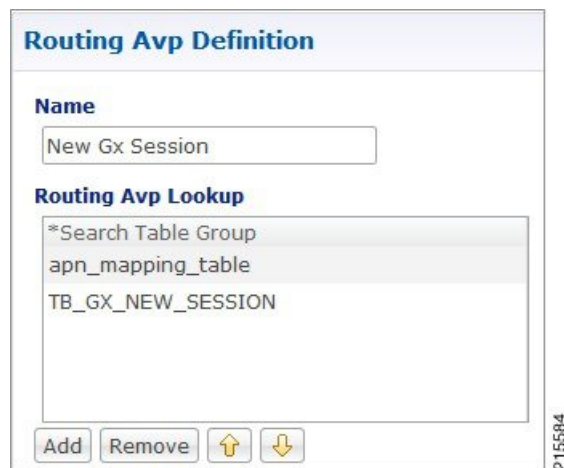 Routing Avp Definition
Name
New Gx Session
Routing Avp Lookup
*Search Table Group
apn_mapping_table
TB_GX_NEW_SESSION
Add Remove
215584